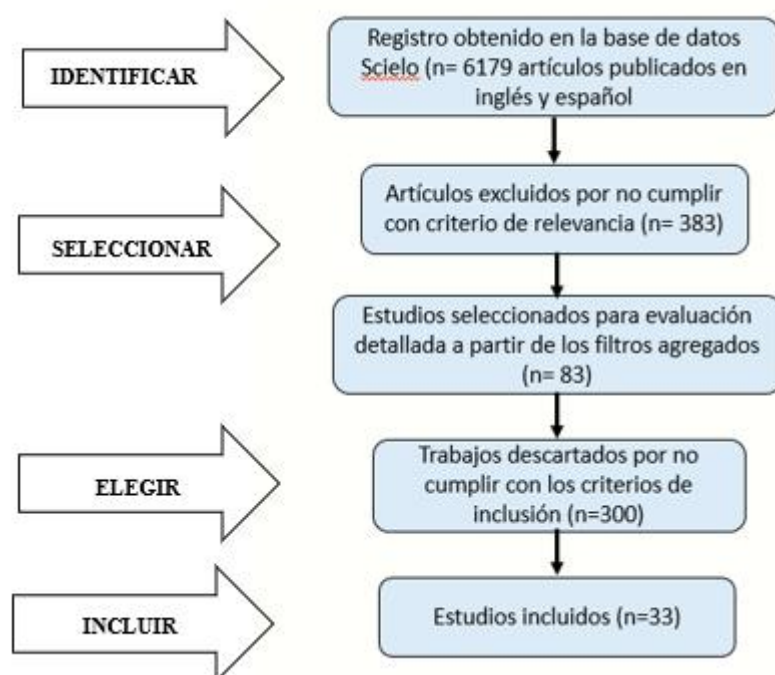 IDENTIFICAR
Registro obtenido en la base de datos
Scielo (n= 6179 artículos publicados en
inglés y español
SELECCIONAR
Artículos excluidos por no cumplir
con criterio de relevancia (n= 383)
Estudios seleccionados para evaluación
detallada a partir de los filtros agregados
(n= 83)
ELEGIR
Trabajos descartados por no
cumplir con los criterios de
inclusión (n=300)
INCLUIR
Estudios incluidos (n=33)